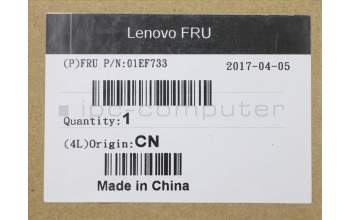 Lenovo FRU
(P)FRU P/N:01EF733 2017-04-05
ipc-computer
Quantity:1
(4L)Origin:CN
Made in China